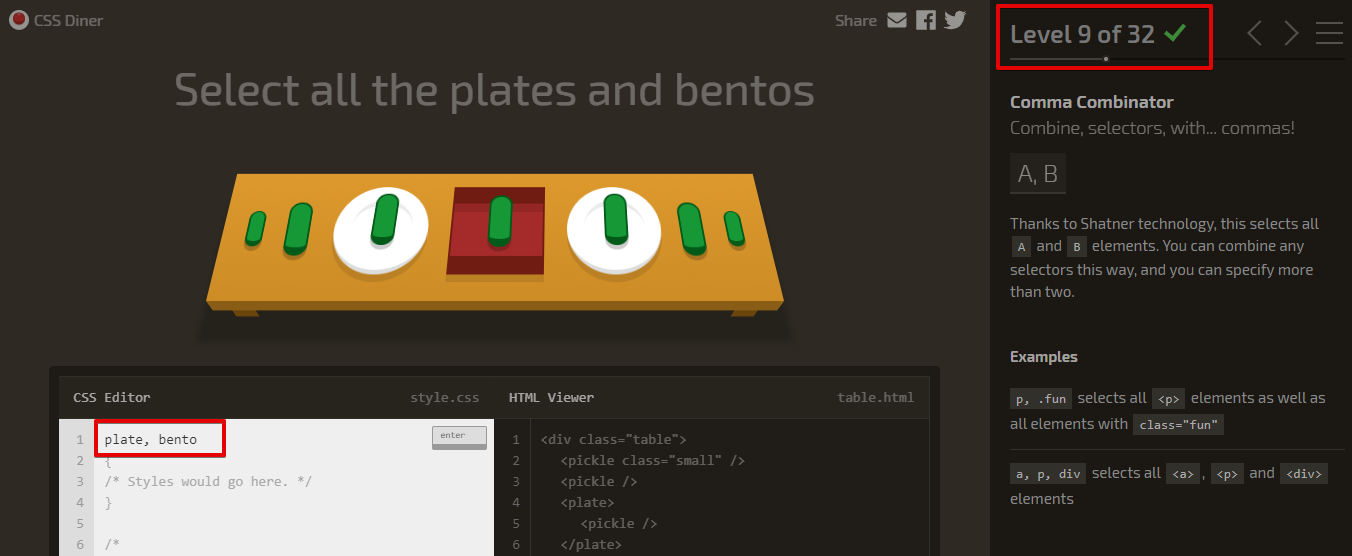 CSS Diner
Share
Select all the plates and bentos
CSS Editor style.css
1 plate, bento
enter
2 {
3 /* Styles would go here. */
4 }
5
6 /*
HTML Viewer table.html
1 <div class="table">
2 <pickle class="small" />
3 <pickle />
4 <plate>
5 <pickle />
6 </plate>
Level 9 of 32
Comma Combinator
Combine, selectors, with... commas!
A, B
Thanks to Shatner technology, this selects all
A and B elements. You can combine any
selectors this way, and you can specify more
than two.
Examples
p, .fun selects all <p> elements as well as
all elements with class="fun"
a, p, div selects all <a>, <p> and <div>
elements